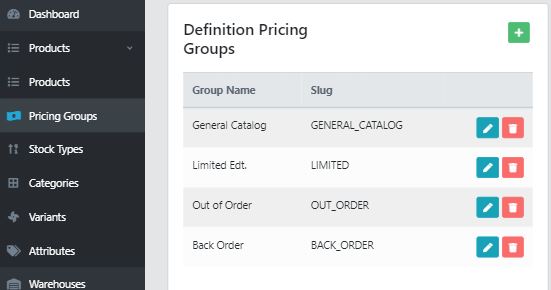 Dashboard
Products
Products
Pricing Groups
Stock Types
Categories
Variants
Attributes
Warehouses
Definition Pricing
Groups
Group Name Slug
General Catalog GENERAL_CATALOG
Limited Edt. LIMITED
Out of Order OUT_ORDER
Back Order BACK_ORDER